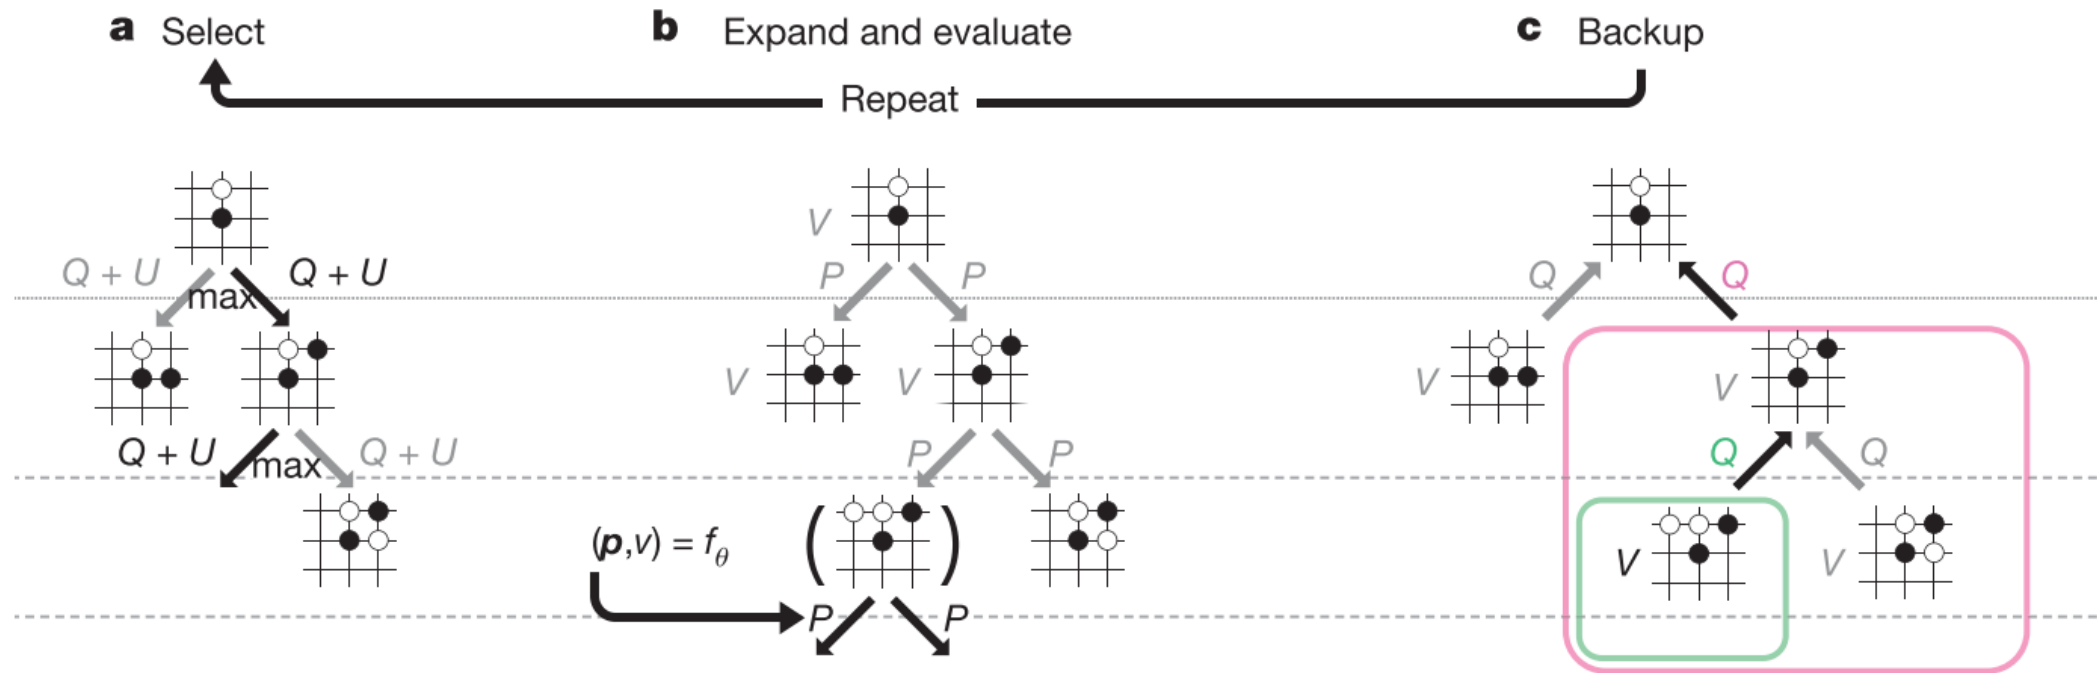 a Select
b Expand and evaluate
c Backup
Repeat
Q + U
max
Q + U
Q + U
max
Q + U
V
P
P
V
V
P
P
(p,v) = fθ
( )
P
P
Q
Q
V
V
Q
Q
V
V